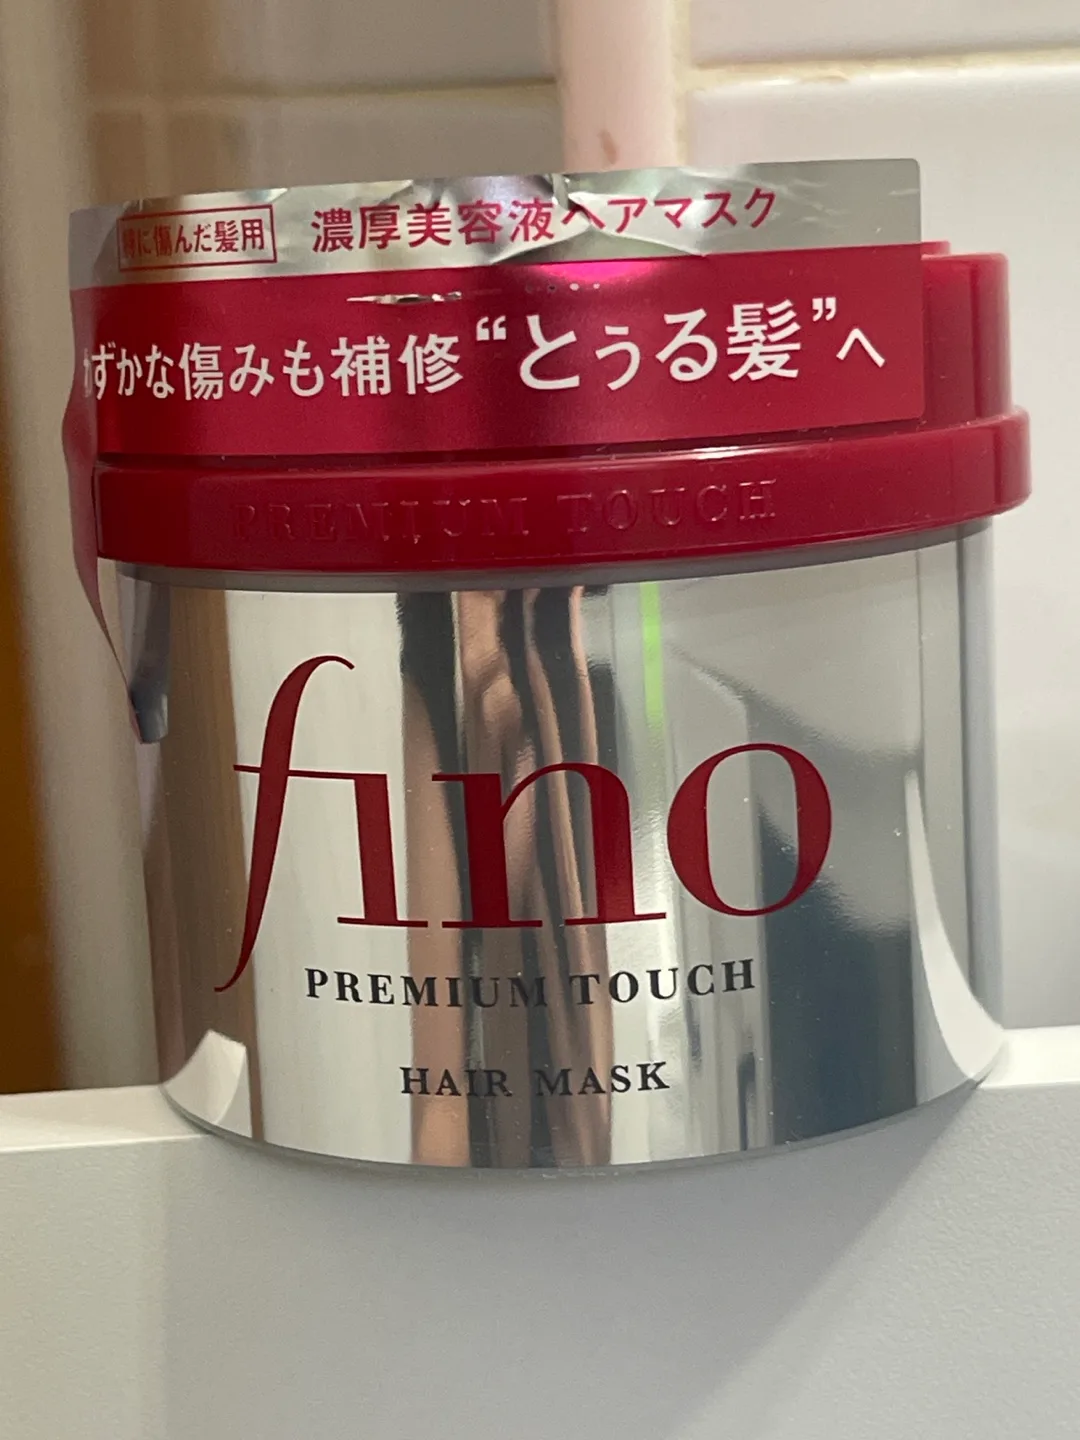 特に傷んだ髪用 濃厚美容液ヘアマスク
わずかな傷みも補修“とぅるる髪”へ
PREMIUM TOUCH
fino
PREMIUM TOUCH
HAIR MASK